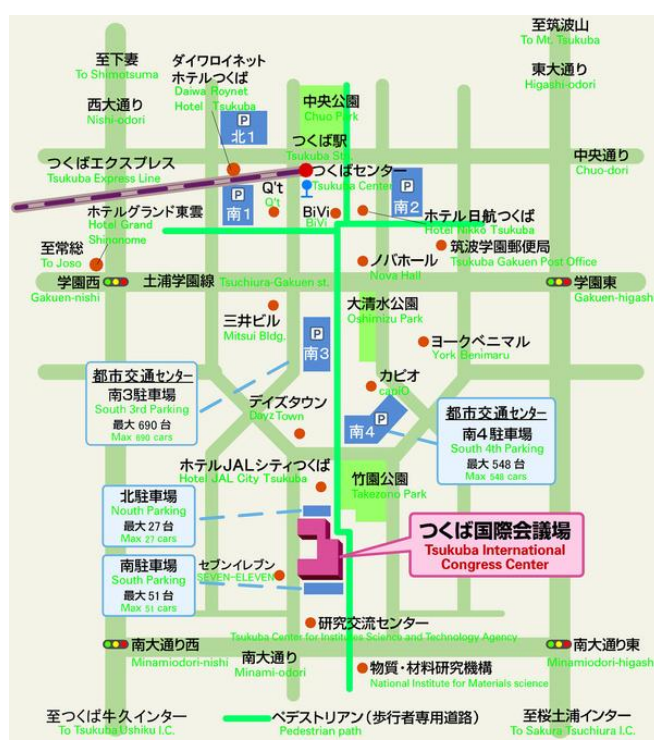 至筑波山
To Mt. Tsukuba
至下妻
To Shimotsuma
ダイワロイネット
ホテルつくば
Daiwa Roynet
Hotel Tsukuba
東大通り
Higashi-odori
西大通り
Nishi-odori
P
北1
中央公園
Chuo Park
つくば駅
Tsukuba Sta.
中央通り
Chuo-dori
つくばエクスプレス
Tsukuba Express Line
つくばセンター
Tsukuba Center
P
南1
Q't
Q't
P
南2
BiVi
BiVi
ホテルグランド東雲
Hotel Grand
Shinonome
ホテル日航つくば
Hotel Nikko Tsukuba
至常総
To Joso
筑波学園郵便局
Tsukuba Gakuen Post Office
ノバホール
Nova Hall
学園西
Gakuen-nishi
土浦学園線 Tsuchiura-Gakuen st.
学園東
Gakuen-higash
大清水公園
Oshimizu Park
三井ビル
Mitsui Bldg.
P
南3
ヨークベニマル
York Benimaru
都市交通センター
南3駐車場
South 3rd Parking
最大 690 台
Max 690 cars
カピオ
capiO
デイズタウン
Dayz Town
P
南4
都市交通センター
南4駐車場
South 4th Parking
最大 548 台
Max 548 cars
ホテルJALシティつくば
Hotel JAL City Tsukuba
竹園公園
Takezono Park
北駐車場
Nouth Parking
最大 27 台
Max 27 cars
つくば国際会議場
Tsukuba International
Congress Center
南駐車場
South Parking
最大 51 台
Max 51 cars
セブンイレブン
SEVEN-ELEVEN
研究交流センター
Tsukuba Center for Institutes Science and Technology Agency
南大通り西
Minamiodori-nishi
南大通り
Minami-odori
南大通り東
Minamiodori-higash
物質・材料研究機構
National Institute for Materials science
至つくば牛久インター
To Tsukuba Ushiku I.C.
ペデストリアン（歩行者専用道路）
Pedestrian path
至桜土浦インター
To Sakura Tsuchiura I.C.